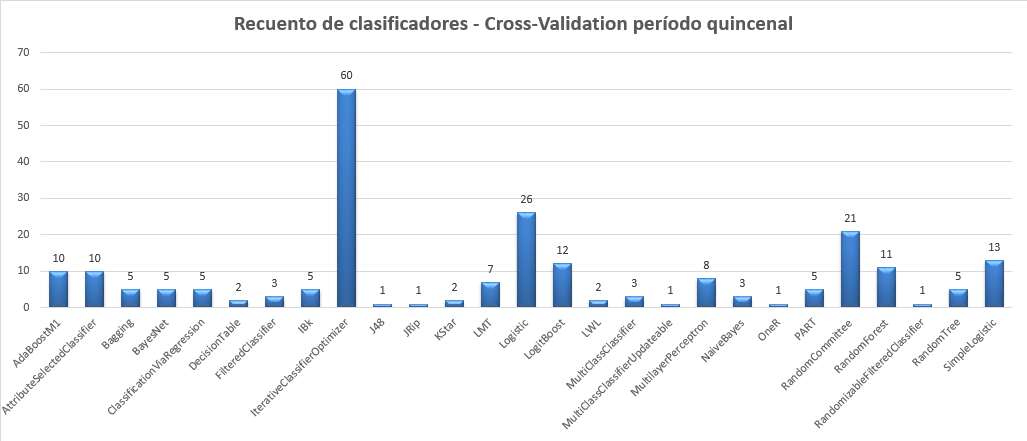 Recuento de clasificadores - Cross-Validation período quincenal
70
60
50
40
30
20
10
0
10
10
5
5
5
2
3
5
60
1
1
2
7
26
12
2
3
1
8
3
1
5
21
11
1
5
13
AdaBoostM1
AttributeSelectedClassifier
Bagging
BayesNet
ClassificationViaRegression
DecisionTable
FilteredClassifier
IBk
IterativeClassifierOptimizer
J48
JRip
KStar
LMT
Logistic
LogitBoost
LWL
MultiClassClassifier
MultiClassClassifierUpdateable
MultilayerPerceptron
NaiveBayes
OneR
PART
RandomCommittee
RandomForest
RandomizableFilteredClassifier
RandomTree
SimpleLogistic